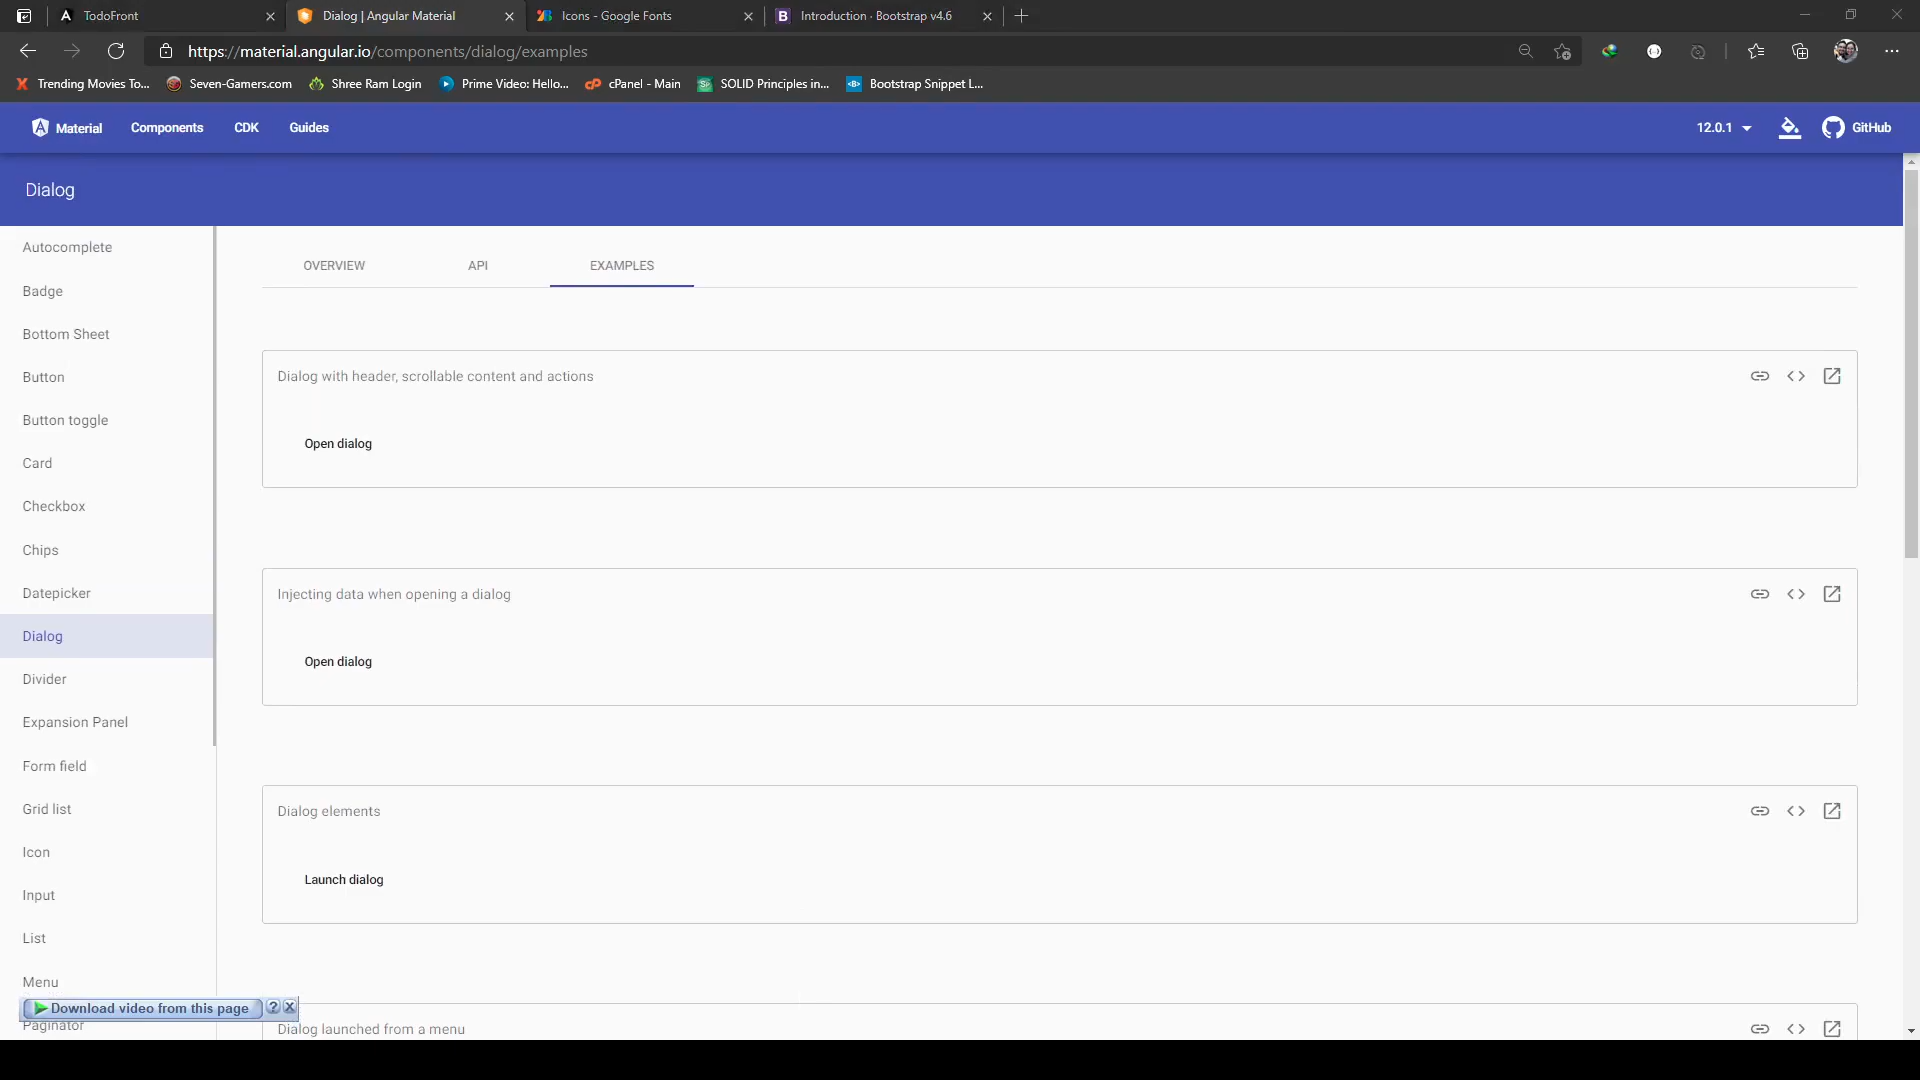 TodoFront
Dialog | Angular Material
Icons - Google Fonts
Introduction · Bootstrap v4.6
https://material.angular.io/components/dialog/examples
Trending Movies To...
Seven-Gamers.com
Shree Ram Login
Prime Video: Hello...
cPanel - Main
SOLID Principles in...
Bootstrap Snippet L...
Material
Components
CDK
Guides
12.0.1
GitHub
Dialog
Autocomplete
Badge
Bottom Sheet
Button
Button toggle
Card
Checkbox
Chips
Datepicker
Dialog
Divider
Expansion Panel
Form field
Grid list
Icon
Input
List
Menu
Download video from this page
Paginator
OVERVIEW
API
EXAMPLES
Dialog with header, scrollable content and actions
Open dialog
Injecting data when opening a dialog
Open dialog
Dialog elements
Launch dialog
Dialog launched from a menu